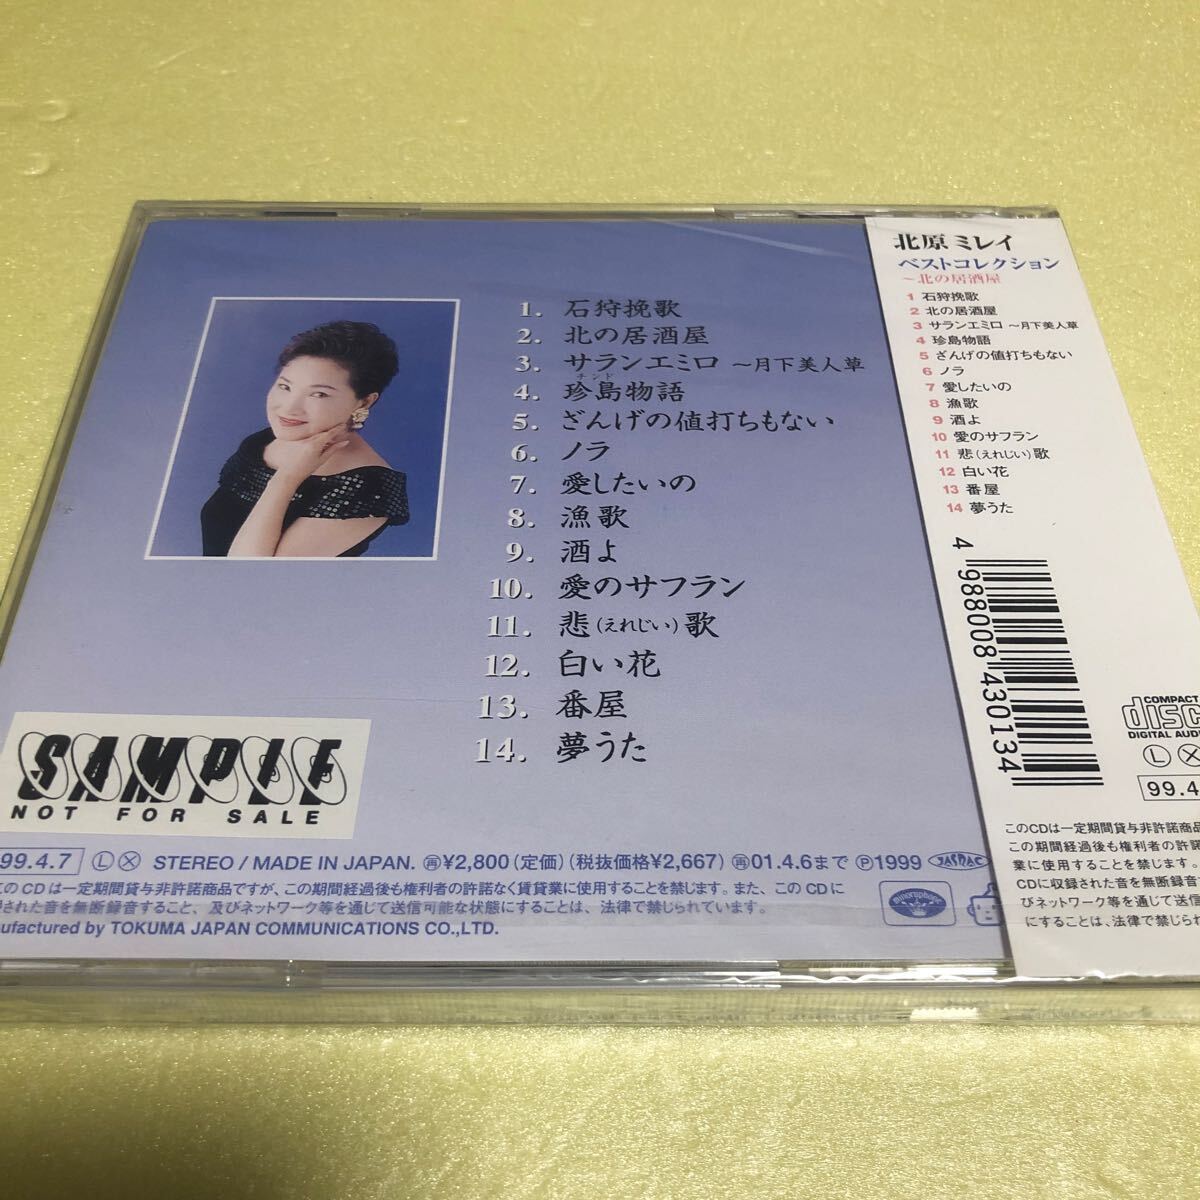 1. 石狩挽歌
2. 北の居酒屋
3. サランエミロ ～月下美人草
チンド
4. 珍島物語
5. ざんげの値打ちもない
6. ノラ
7. 愛したいの
8. 漁歌
9. 酒よ
10. 愛のサフラン
11. 悲(えれじい)歌
12. 白い花
13. 番屋
14. 夢うた
SAMPLE
NOT FOR SALE
99.4.7 Ⓛ Ⓧ STEREO / MADE IN JAPAN. 再¥2,800(定価)(税抜価格¥2,667) 再01.4.6まで Ⓟ1999 JASRAC
このCDは一定期間貸与非許諾商品ですが、この期間経過後も権利者の許諾なく賃貸業に使用することを禁じます。また、このCDに
録された音を無断録音すること、及びネットワーク等を通じて送信可能な状態にすることは、法律で禁じられています。
ufactured by TOKUMA JAPAN COMMUNICATIONS CO.,LTD.
北原ミレイ
ベストコレクション
～北の居酒屋
1 石狩挽歌
2 北の居酒屋
3 サランエミロ ～月下美人草
4 珍島物語
5 ざんげの値打ちもない
6 ノラ
7 愛したいの
8 漁歌
9 酒よ
10 愛のサフラン
11 悲(えれじい)歌
12 白い花
13 番屋
14 夢うた
4 988008 430134
COMPACT
disc
DIGITAL AUDI
Ⓛ Ⓧ
99.4
このCDは一定期間貸与非許諾商品
この期間経過後も権利者の許諾な
業に使用することを禁じます。
CDに収録された音を無断録音する
びネットワーク等を通じて送信
にすることは、法律で禁じられ